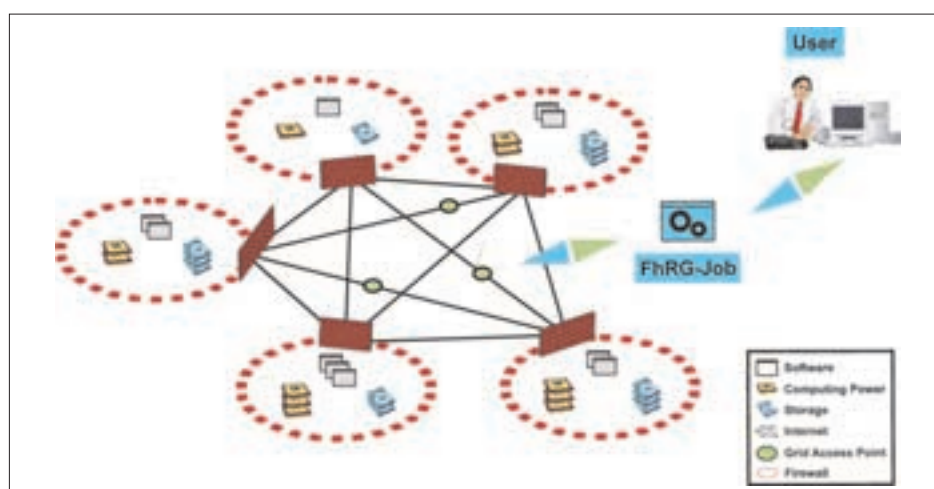 User
FhRG-Job
Software
Computing Power
Storage
Internet
Grid Access Point
Firewall